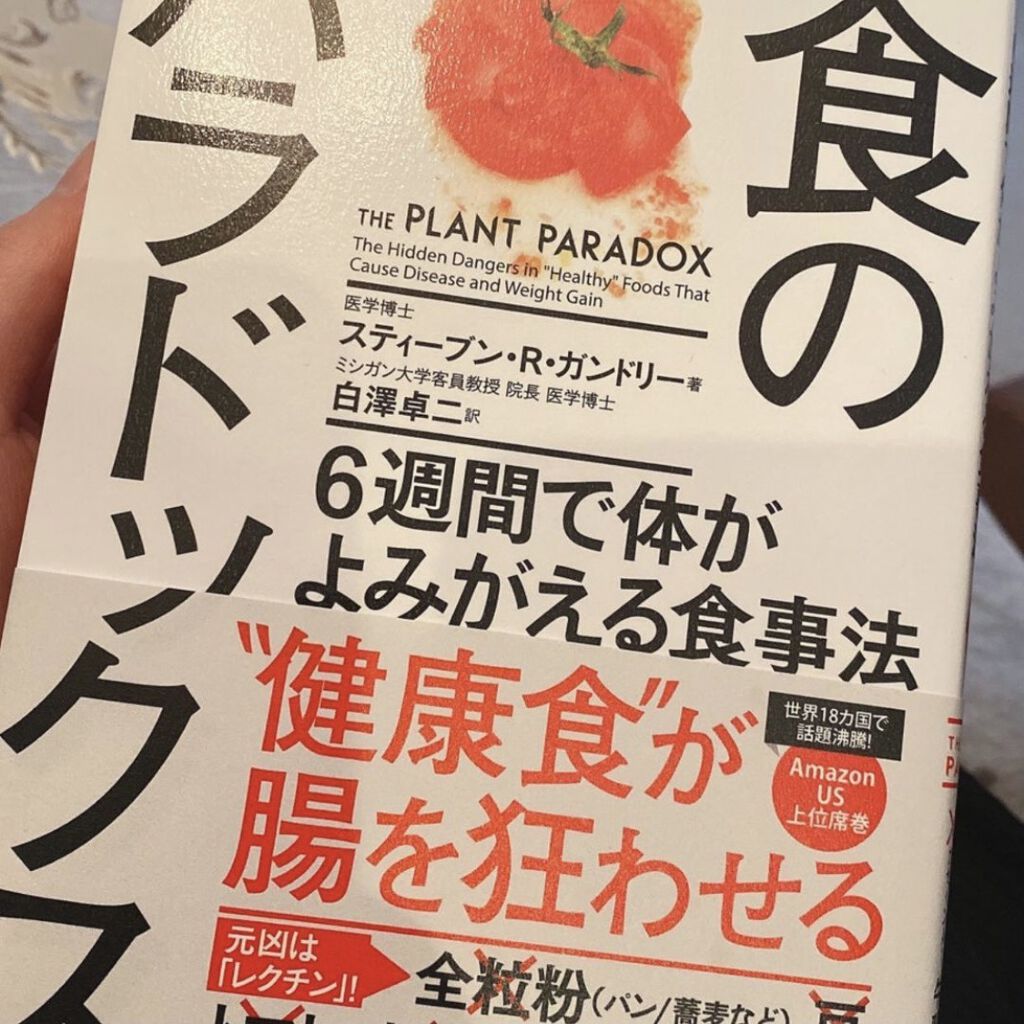 食の
パラドックス
THE PLANT PARADOX
The Hidden Dangers in "Healthy" Foods That
Cause Disease and Weight Gain
医学博士
スティーブン・R・ガンドリー著
ミシガン大学客員教授 院長 医学博士
白澤卓二訳
6週間で体が
よみがえる食事法
"健康食"が
腸を狂わせる
世界18カ国で
話題沸騰!
Amazon
US
上位席巻
元凶は
「レクチン」!
全粒粉(パン/蕎麦など)